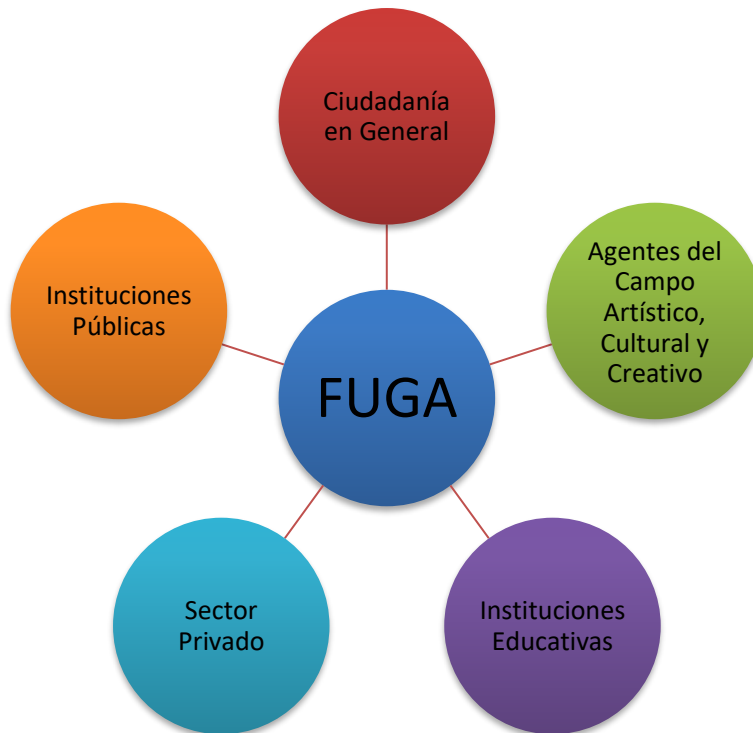 Ciudadanía
en General
Agentes del
Campo
Artístico,
Cultural y
Creativo
Instituciones
Públicas
FUGA
Sector
Privado
Instituciones
Educativas